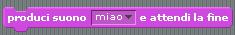 produci suono miao e attendi la fine